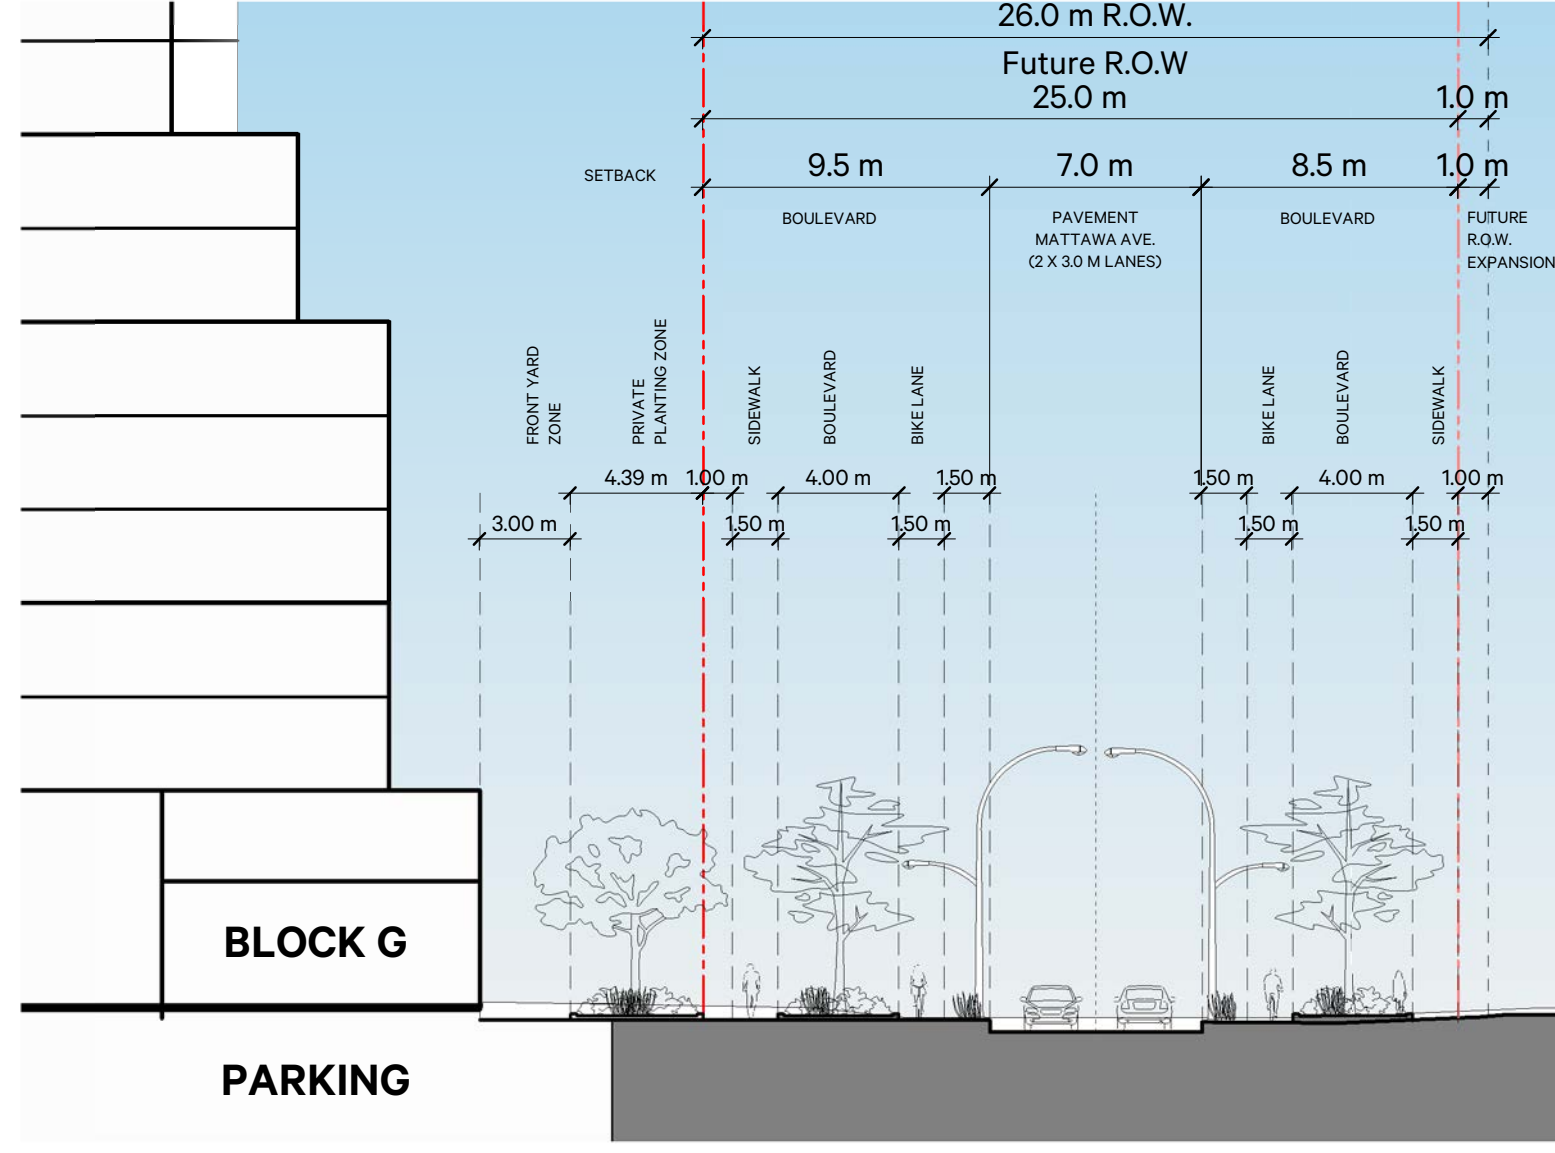 26.0 m R.O.W.
Future R.O.W
25.0 m
1.0 m
SETBACK
9.5 m
7.0 m
8.5 m
1.0 m
BOULEVARD
PAVEMENT
MATTAWA AVE.
(2 X 3.0 M LANES)
BOULEVARD
FUTURE
R.O.W.
EXPANSION
FRONT YARD
ZONE
PRIVATE
PLANTING ZONE
SIDEWALK
BOULEVARD
BIKE LANE
BIKE LANE
BOULEVARD
SIDEWALK
4.39 m
1.00 m
4.00 m
1.50 m
1.50 m
4.00 m
1.00 m
3.00 m
1.50 m
1.50 m
1.50 m
1.50 m
BLOCK G
PARKING